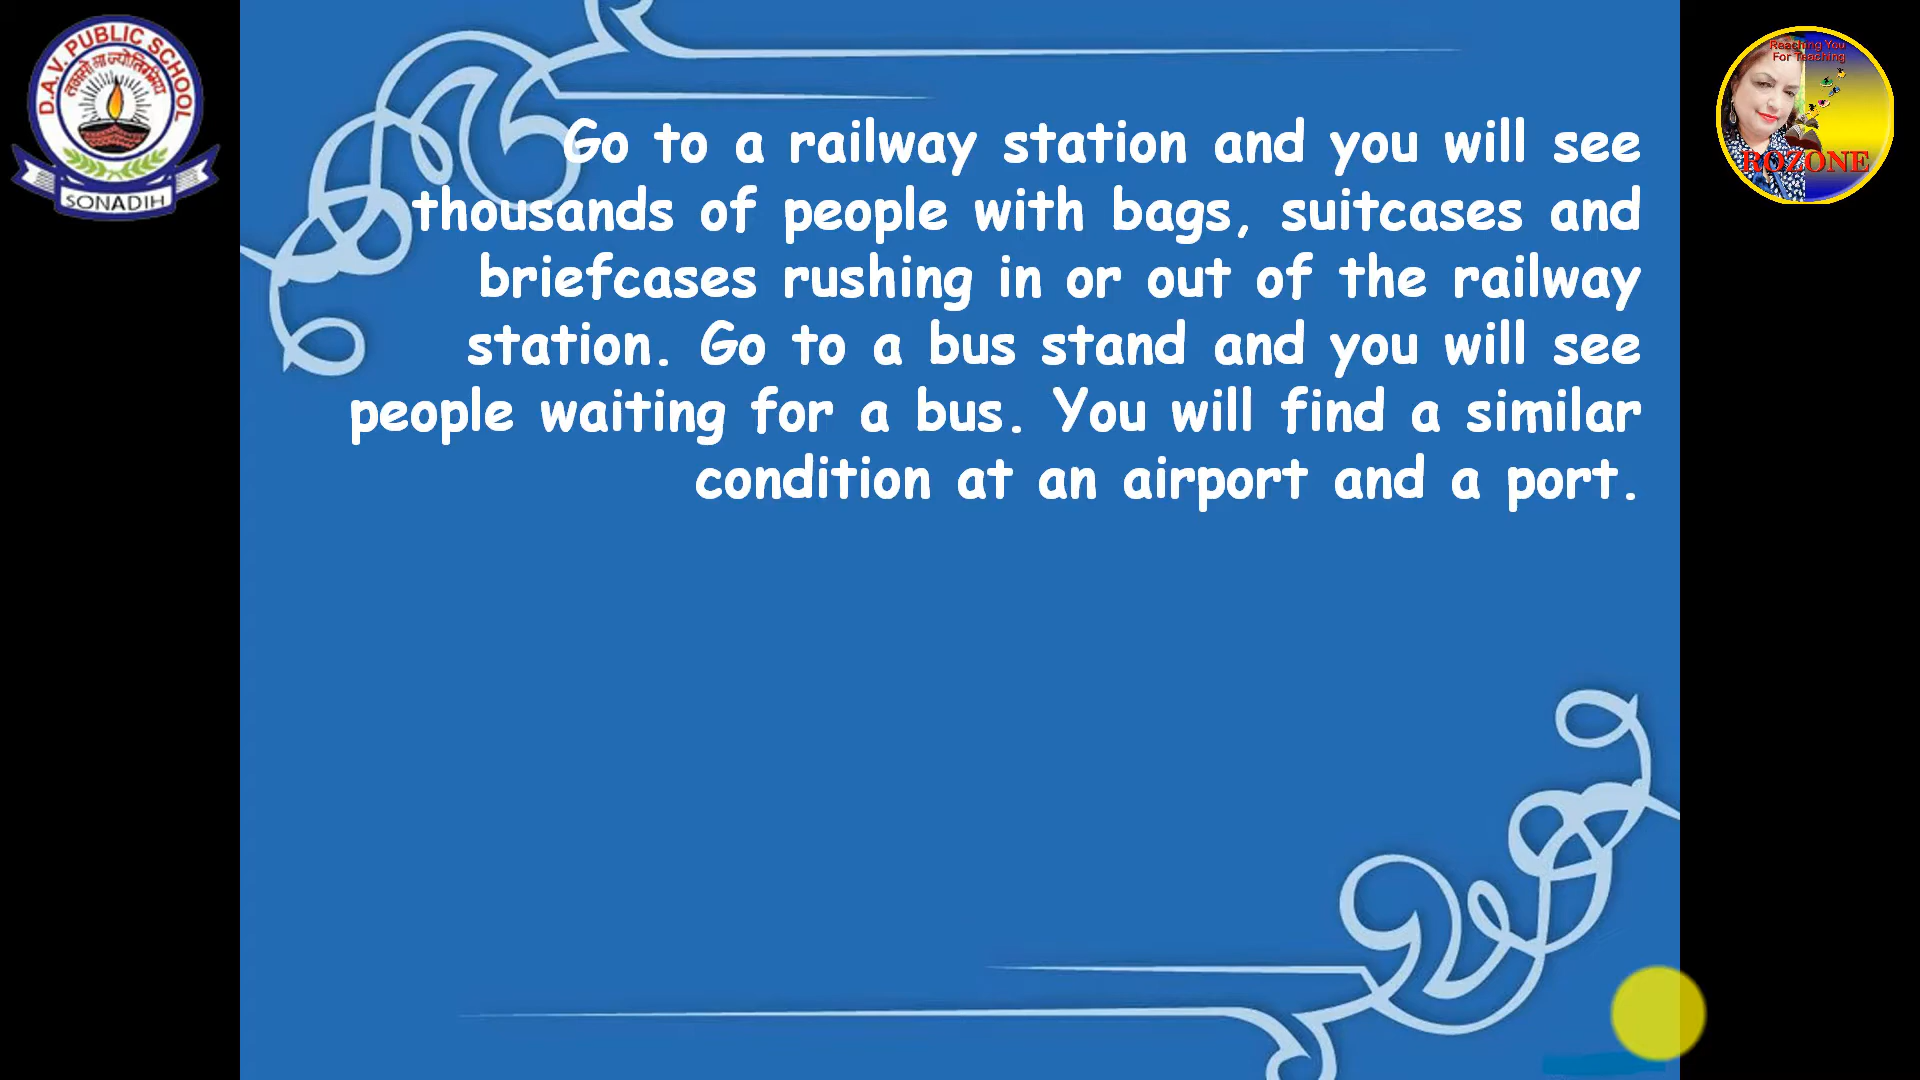 D.A.V. PUBLIC SCHOOL
तमसो मा ज्योतिर्गमय
SONADIH
Reaching You
For Teaching
ROZONE
Go to a railway station and you will see
thousands of people with bags, suitcases and
briefcases rushing in or out of the railway
station. Go to a bus stand and you will see
people waiting for a bus. You will find a similar
condition at an airport and a port.